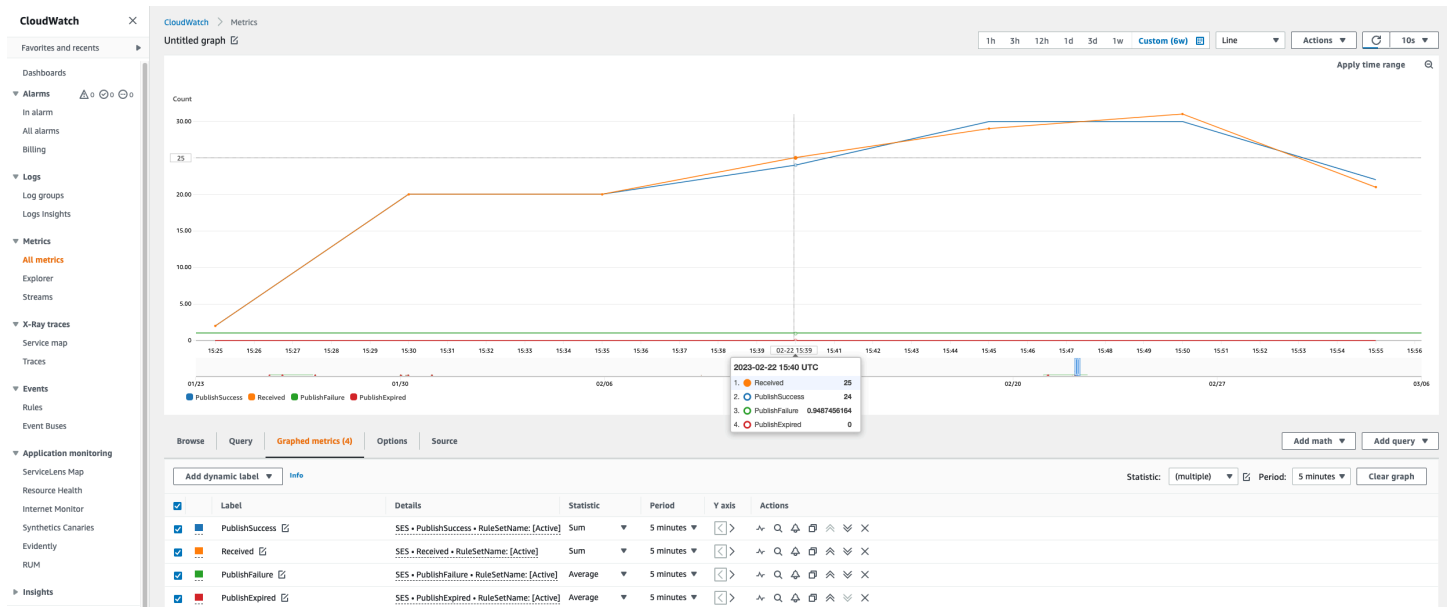 CloudWatch
Favorites and recents
Dashboards
Alarms 0 0 0
In alarm
All alarms
Billing
Logs
Log groups
Logs Insights
Metrics
All metrics
Explorer
Streams
X-Ray traces
Service map
Traces
Events
Rules
Event Buses
Application monitoring
ServiceLens Map
Resource Health
Internet Monitor
Synthetics Canaries
Evidently
RUM
Insights
CloudWatch > Metrics
Untitled graph
1h 3h 12h 1d 3d 1w Custom (6w) Line Actions 10s
Apply time range
Count
30.00
25
20.00
15.00
10.00
5.00
0
15:25 15:26 15:27 15:28 15:29 15:30 15:31 15:32 15:33 15:34 15:35 15:36 15:37 15:38 15:39 02-22 15:39 15:41 15:42 15:43 15:44 15:45 15:46 15:47 15:48 15:49 15:50 15:51 15:52 15:53 15:54 15:55 15:56
01/23 01/30 02/06 02/20 02/27 03/06
PublishSuccess Received PublishFailure PublishExpired
2023-02-22 15:40 UTC
1. Received 25
2. PublishSuccess 24
3. PublishFailure 0.9487456164
4. PublishExpired 0
Browse Query Graphed metrics (4) Options Source Add math Add query
Add dynamic label Info Statistic: (multiple) Period: 5 minutes Clear graph
Label Details Statistic Period Y axis Actions
PublishSuccess SES • PublishSuccess • RuleSetName: [Active] Sum 5 minutes
Received SES • Received • RuleSetName: [Active] Sum 5 minutes
PublishFailure SES • PublishFailure • RuleSetName: [Active] Average 5 minutes
PublishExpired SES • PublishExpired • RuleSetName: [Active] Average 5 minutes